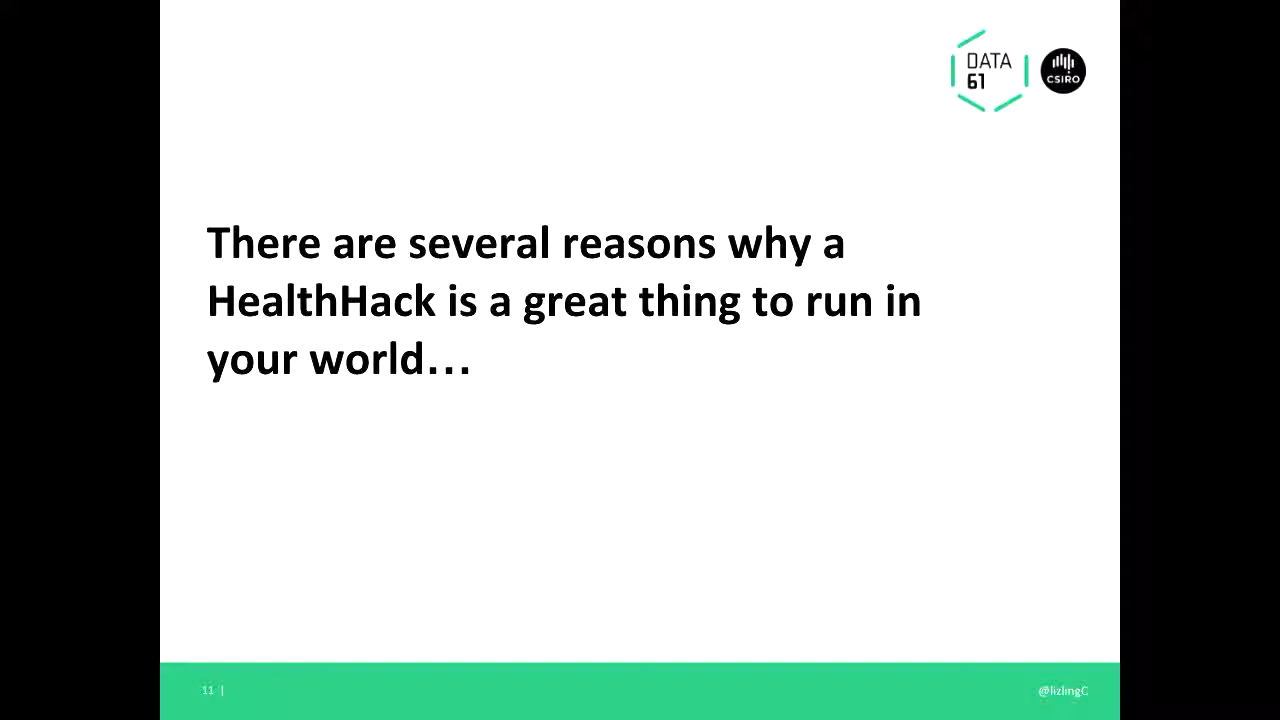 DATA
61
CSIRO
There are several reasons why a
HealthHack is a great thing to run in
your world…
11 |
@lizlingC